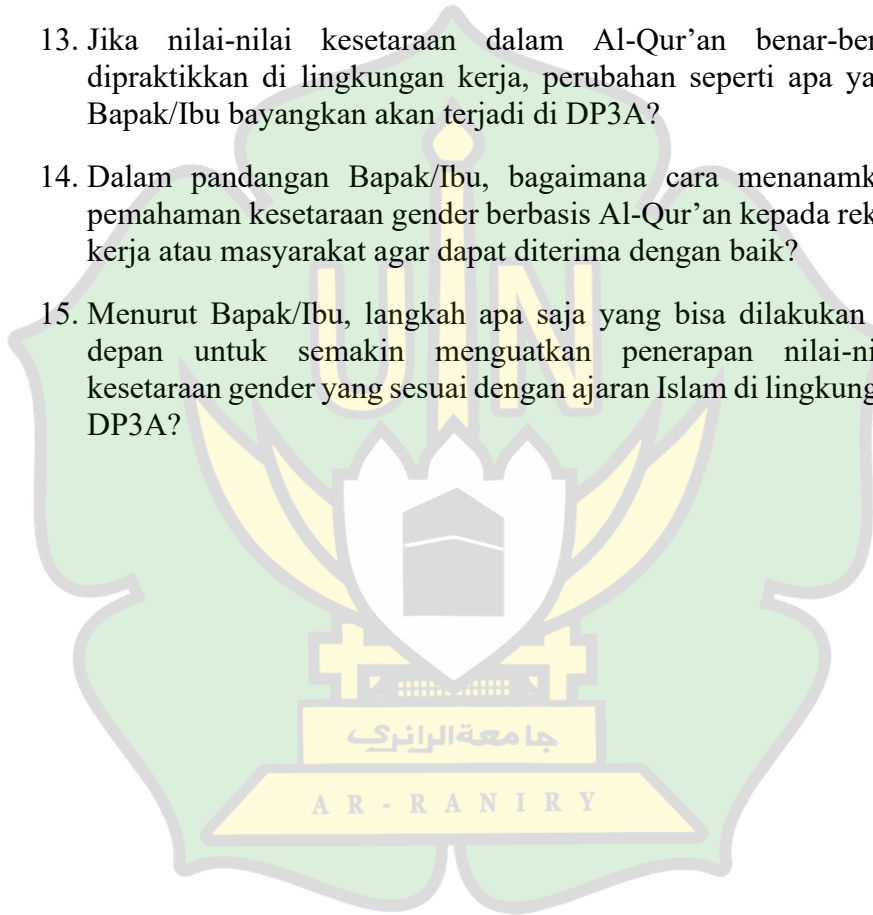 13. Jika nilai-nilai kesetaraan dalam Al-Qur’an benar-ber
dipraktikkan di lingkungan kerja, perubahan seperti apa ya
Bapak/Ibu bayangkan akan terjadi di DP3A?
14. Dalam pandangan Bapak/Ibu, bagaimana cara menanamk
pemahaman kesetaraan gender berbasis Al-Qur’an kepada rek
kerja atau masyarakat agar dapat diterima dengan baik?
15. Menurut Bapak/Ibu, langkah apa saja yang bisa dilakukan
depan untuk semakin menguatkan penerapan nilai-ni
kesetaraan gender yang sesuai dengan ajaran Islam di lingkung
DP3A?
UIN
جامعةالرانري
AR-RANIRY